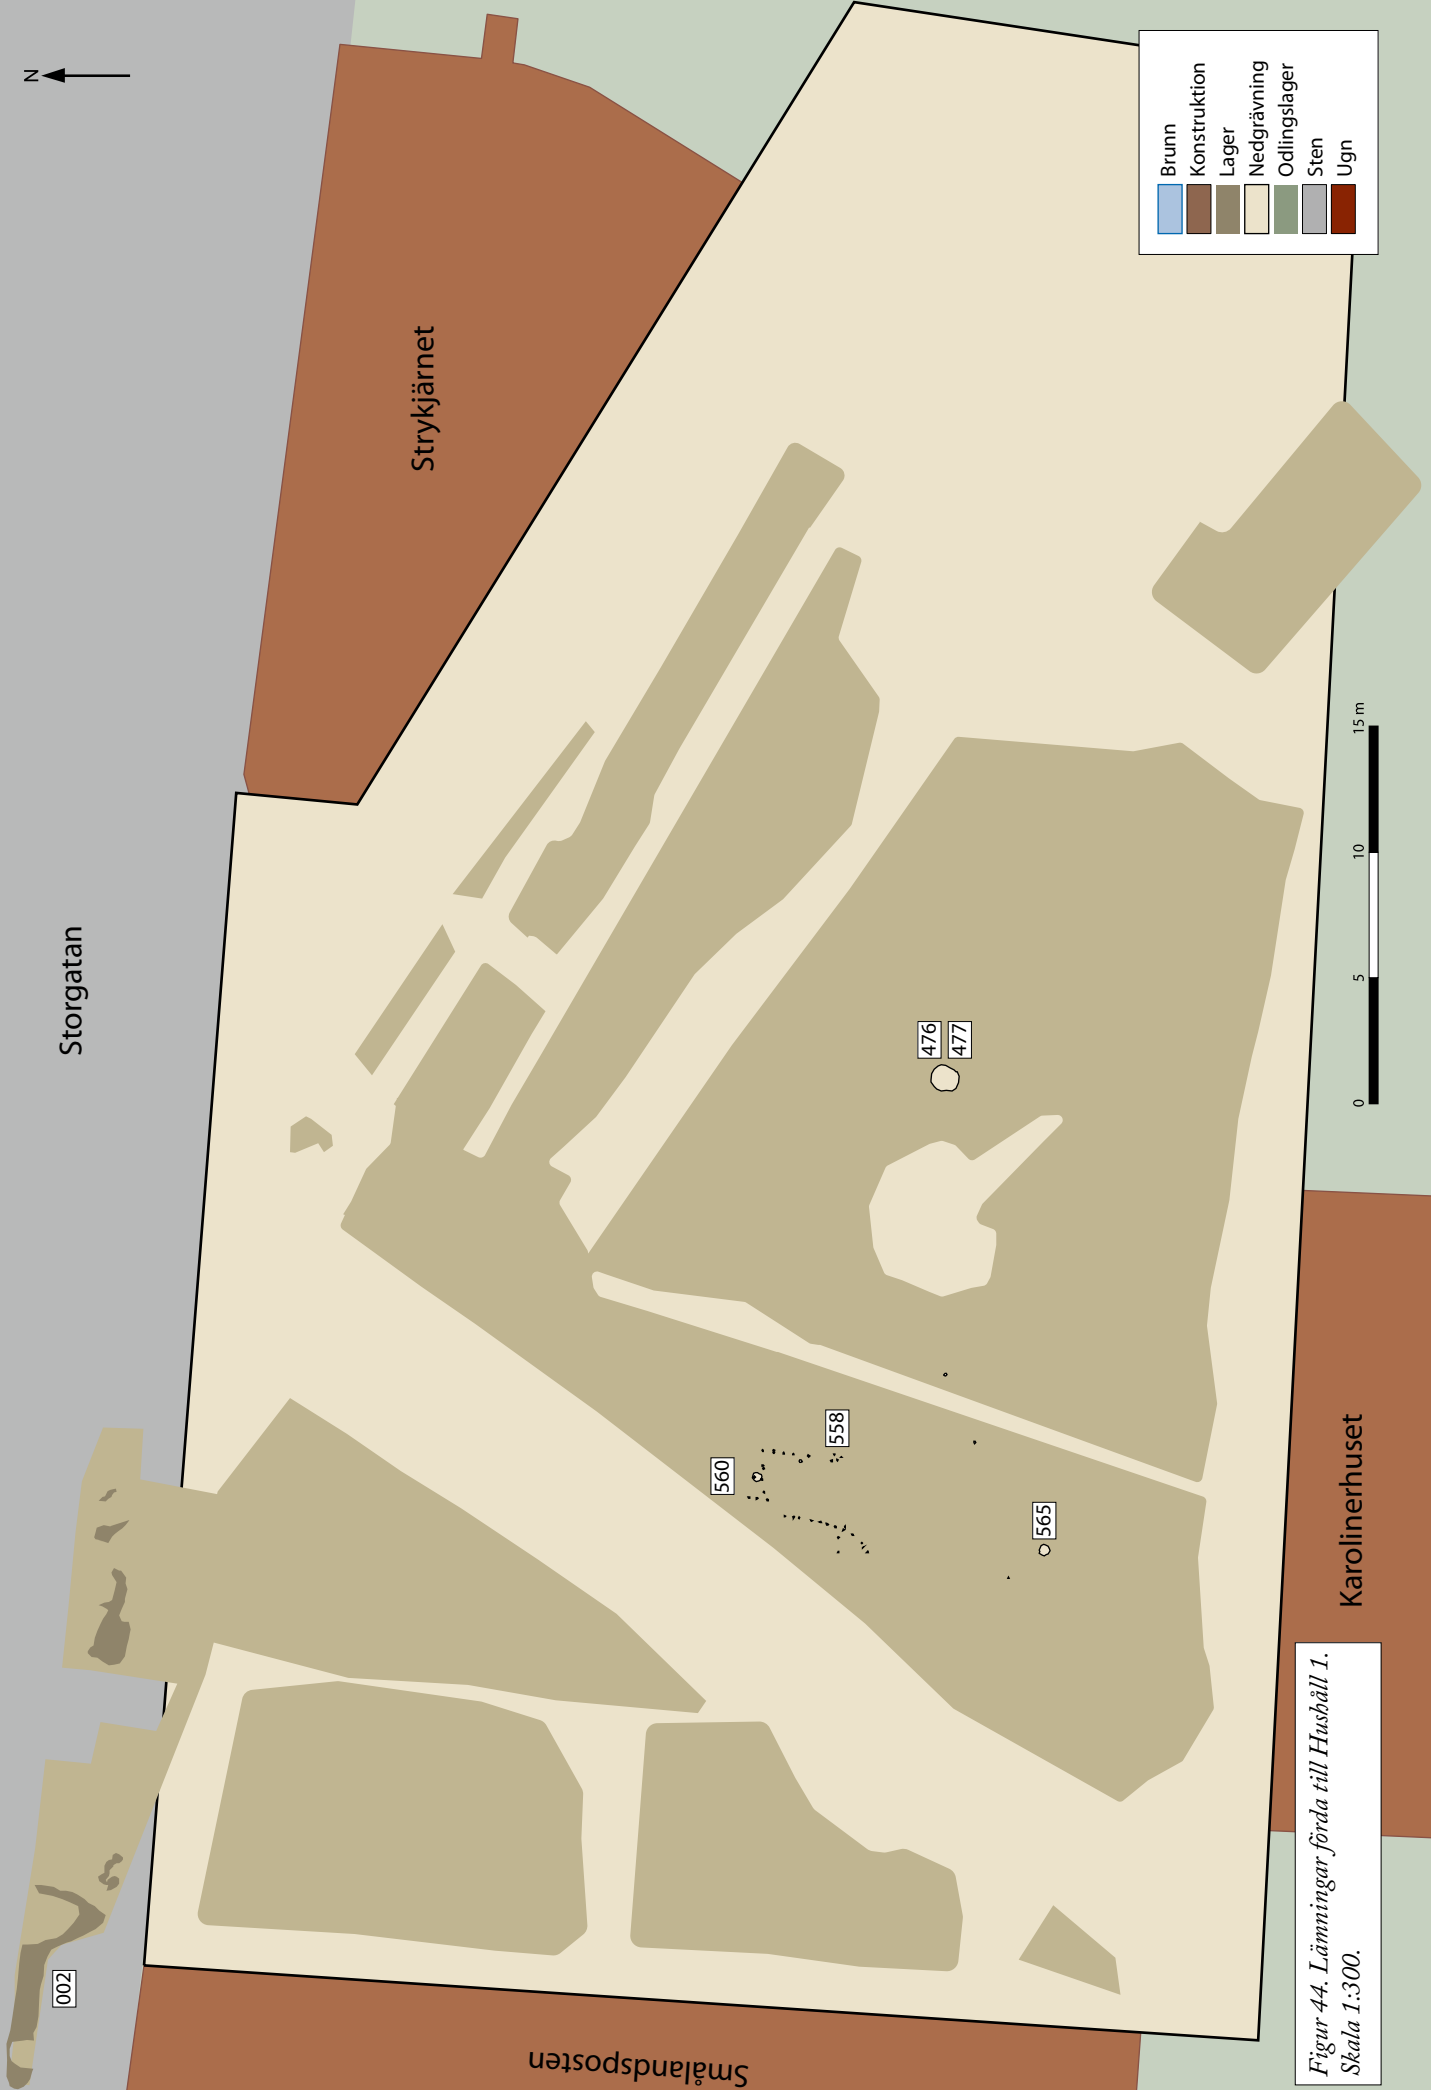 N
Storgatan
Strykjärnet
Brunn
Konstruktion
Lager
Nedgrävning
Odlingslager
Sten
Ugn
002
560
558
565
476
477
0 5 10 15 m
Smålandsposten
Karolinerhuset
Figur 44. Lämningar förda till Hushåll 1.
Skala 1:300.